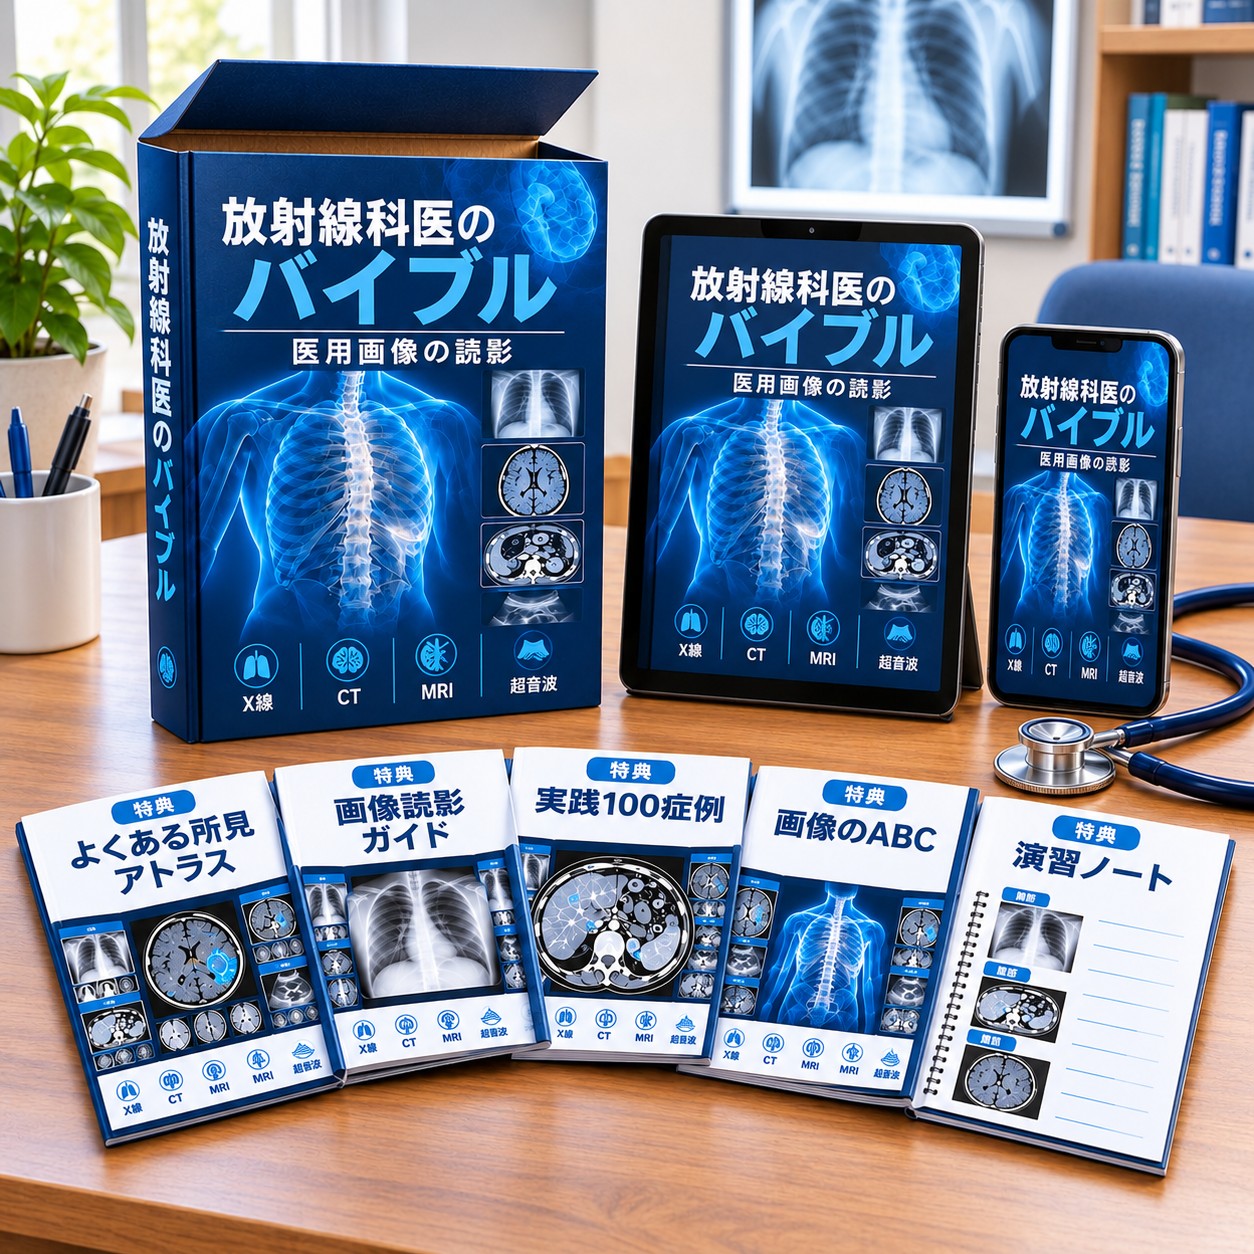 放射線科医のバイブル
放射線科医の
バイブル
医用画像の読影
X線
CT
MRI
超音波
放射線科医の
バイブル
医用画像の読影
X線
CT
MRI
超音波
放射線科医の
バイブル
医用画像の読影
X線
CT
MRI
超音波
特典
よくある所見
アトラス
X線
CT
MRI
MRI
超音波
特典
画像読影
ガイド
X線
CT
MRI
超音波
特典
実践100症例
X線
CT
MRI
超音波
特典
画像のABC
X線
CT
MRI
MRI
超音波
特典
演習ノート